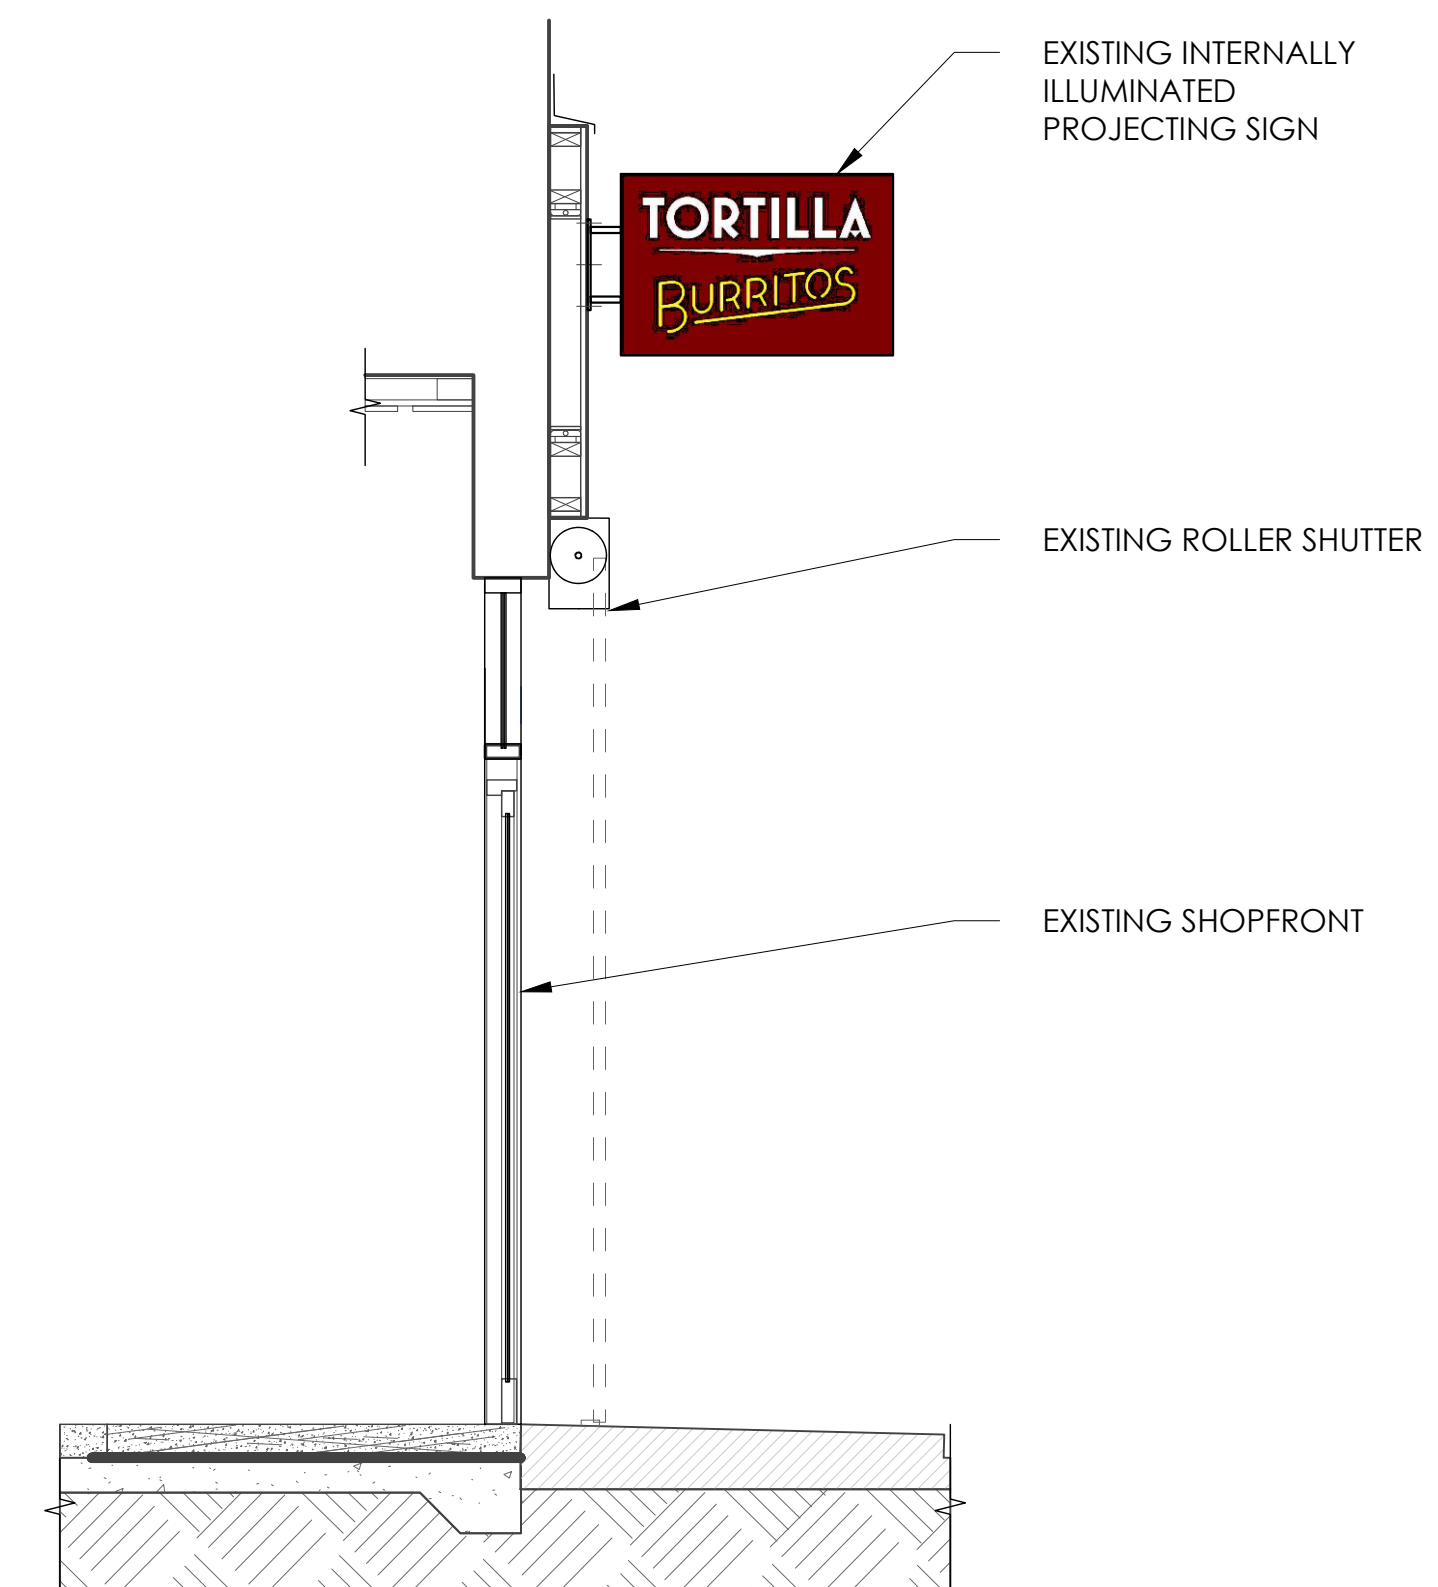 EXISTING INTERNALLY
ILLUMINATED
PROJECTING SIGN
TORTILLA
BURRITOS
EXISTING ROLLER SHUTTER
EXISTING SHOPFRONT